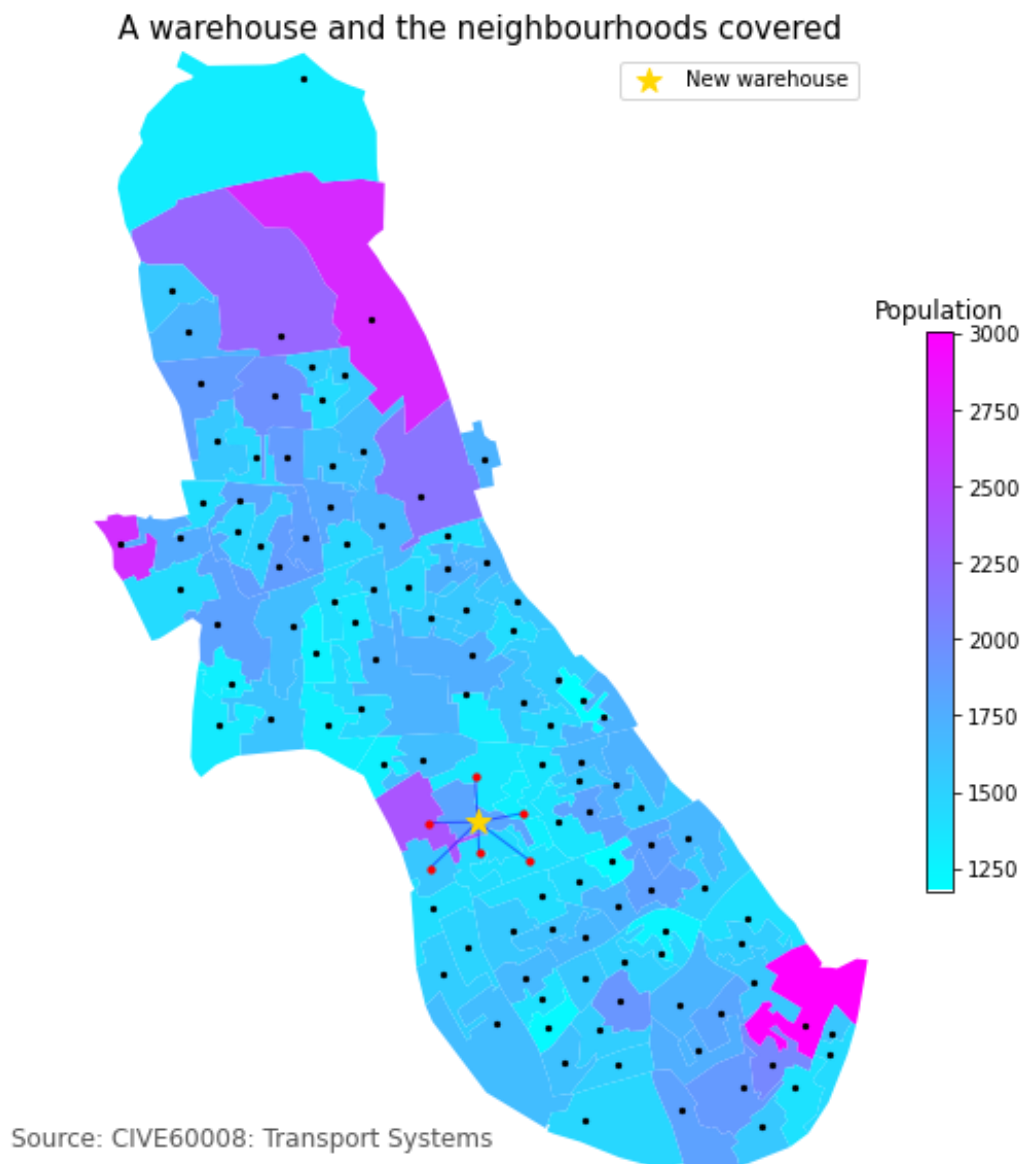 A warehouse and the neighbourhoods covered
New warehouse
Population
3000
2750
2500
2250
2000
1750
1500
1250
Source: CIVE60008: Transport Systems